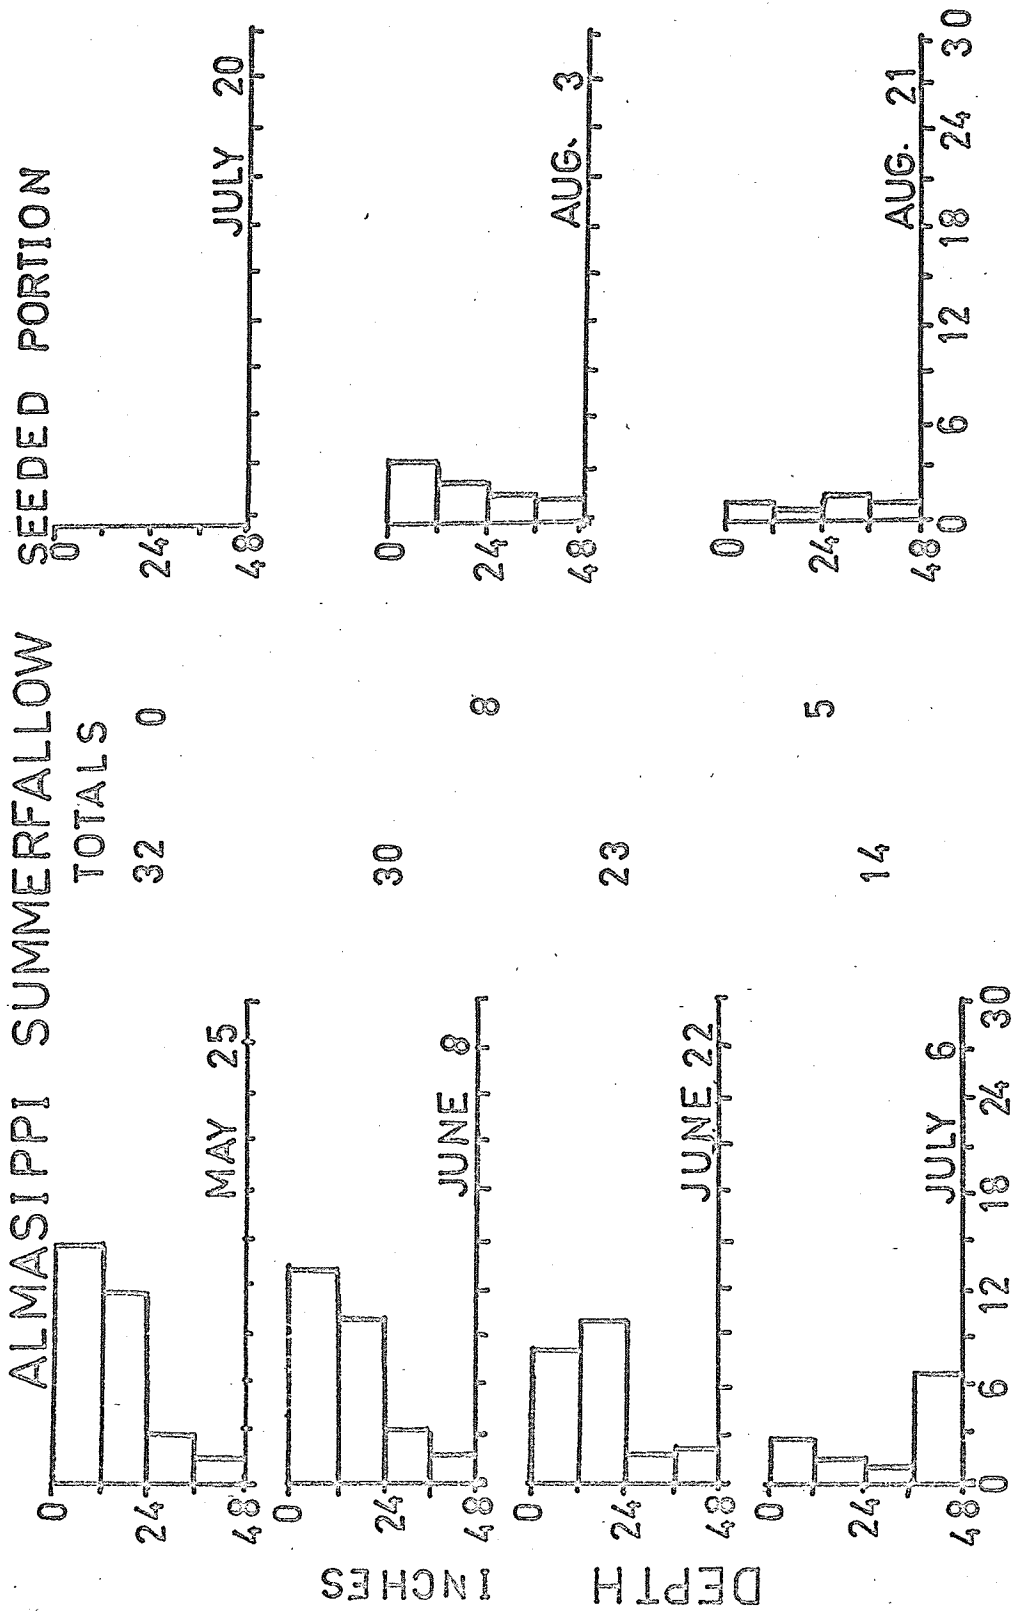 ALMASIPPI SUMMERFALLOW SEEDED PORTION
TOTALS
0
24
48
MAY 25
32
0
0
24
48
JULY 20
0
24
48
JUNE 8
30
8
0
24
48
AUG. 3
0
24
48
JUNE 22
23
5
0
24
48
AUG. 21
0 6 12 18 24 30
0
24
48
JULY 6
14
0 6 12 18 24 30
DEPTH
INCHES